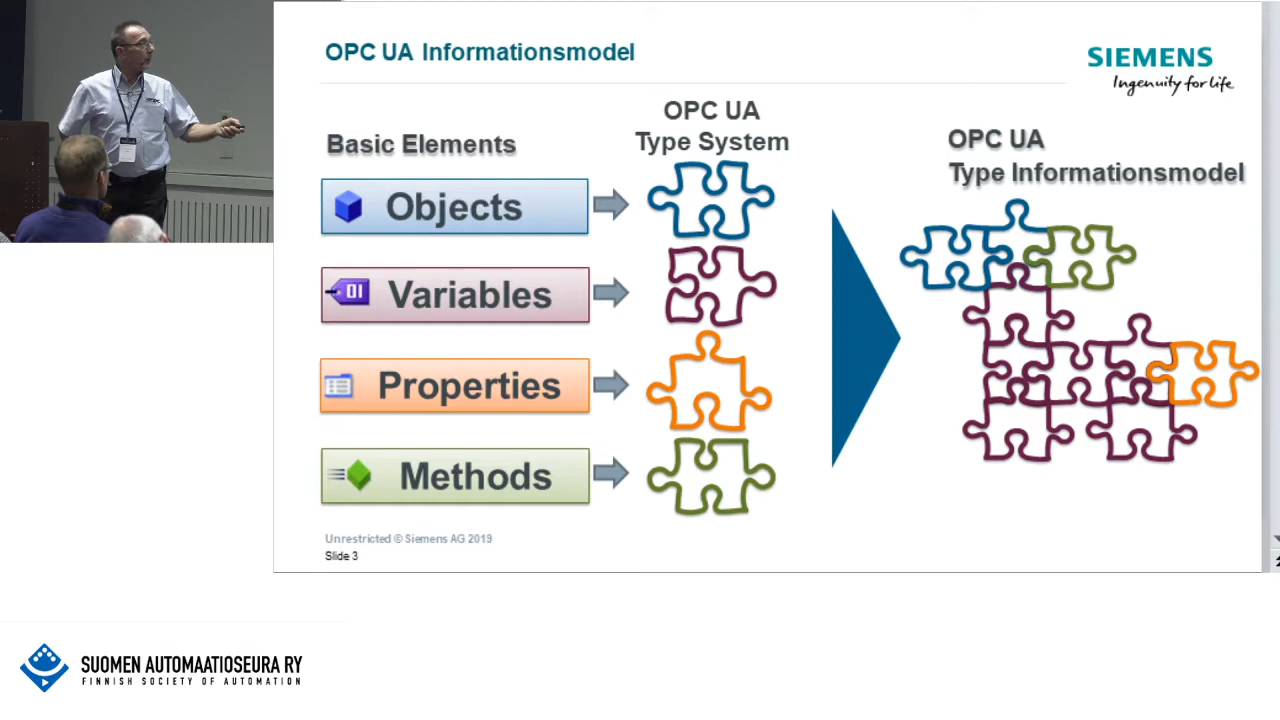 OPC UA Informationsmodel
SIEMENS
Ingenuity for life
Basic Elements
OPC UA
Type System
OPC UA
Type Informationsmodel
Objects
01
Variables
Properties
Methods
Unrestricted © Siemens AG 2019
Slide 3
SUOMEN AUTOMAATIOSEURA RY
FINNISH SOCIETY OF AUTOMATION